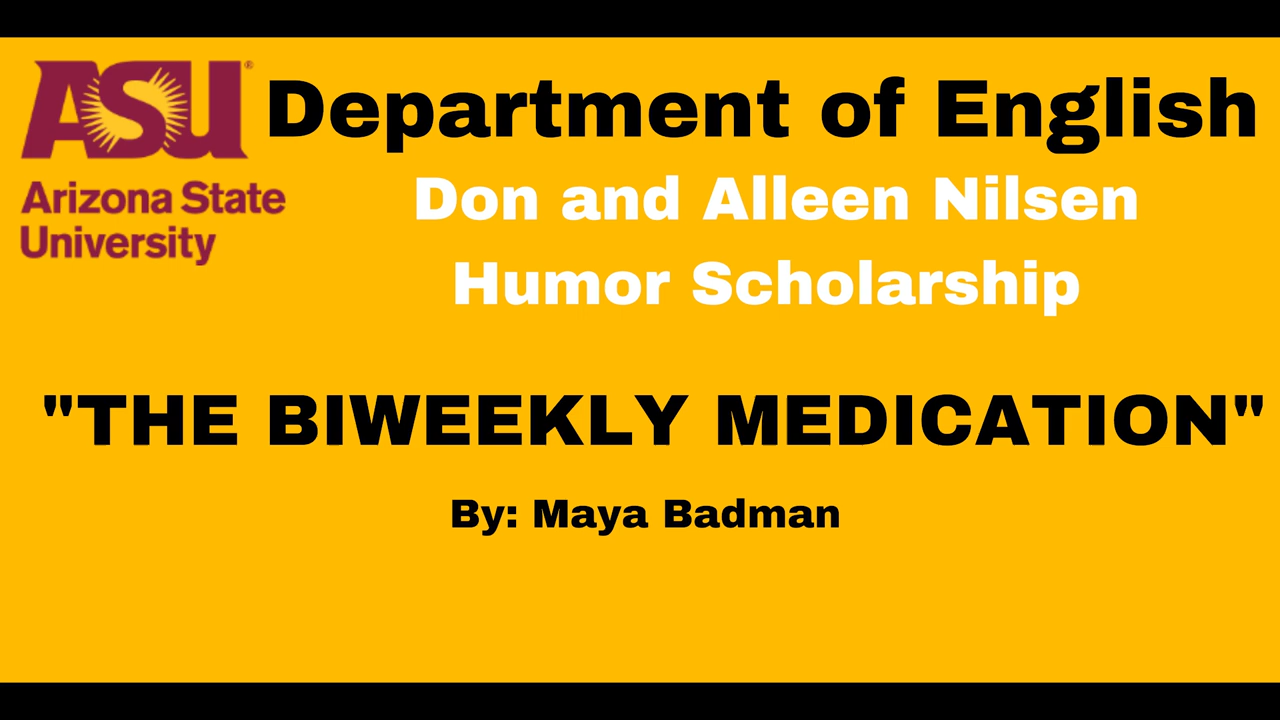 ASU®
Arizona State
University
Department of English
Don and Alleen Nilsen
Humor Scholarship
"THE BIWEEKLY MEDICATION"
By: Maya Badman